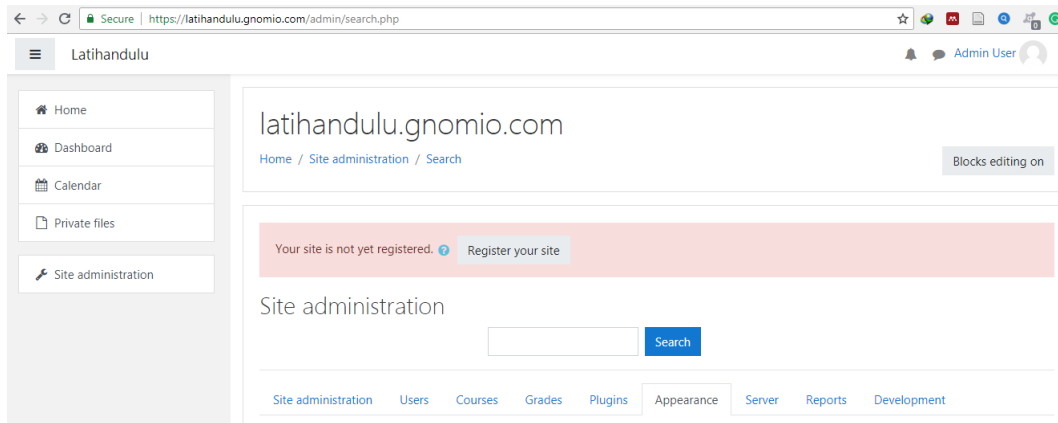 Secure | https://latihandulu.gnomio.com/admin/search.php
Latihandulu
Admin User
Home
Dashboard
Calendar
Private files
Site administration
latihandulu.gnomio.com
Home / Site administration / Search
Blocks editing on
Your site is not yet registered. Register your site
Site administration
Search
Site administration Users Courses Grades Plugins Appearance Server Reports Development